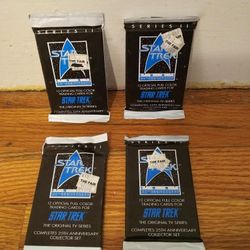 SERIES II
STAR TREK
12 OFFICIAL FULL COLOR
TRADING CARDS FOR
STAR TREK
THE ORIGINAL TV SERIES
COMPLETES 25TH ANNIVERSARY
COLLECTOR SET
SERIES II
STAR
TREK
12 OFFICIAL FULL COLOR
TRADING CARDS FOR
STAR TREK
THE ORIGINAL TV SERIES
COMPLETES 25TH ANNIVERSARY
COLLECTOR SET
STAR
TREK
12 OFFICIAL FULL COLOR
TRADING CARDS FOR
STAR TREK
THE ORIGINAL TV SERIES
COMPLETES 25TH ANNIVERSARY
COLLECTOR SET
STAR
TREK
12 OFFICIAL FULL COLOR
TRADING CARDS FOR
STAR TREK
THE ORIGINAL TV SERIES
COMPLETES 25TH ANNIVERSARY
COLLECTOR SET